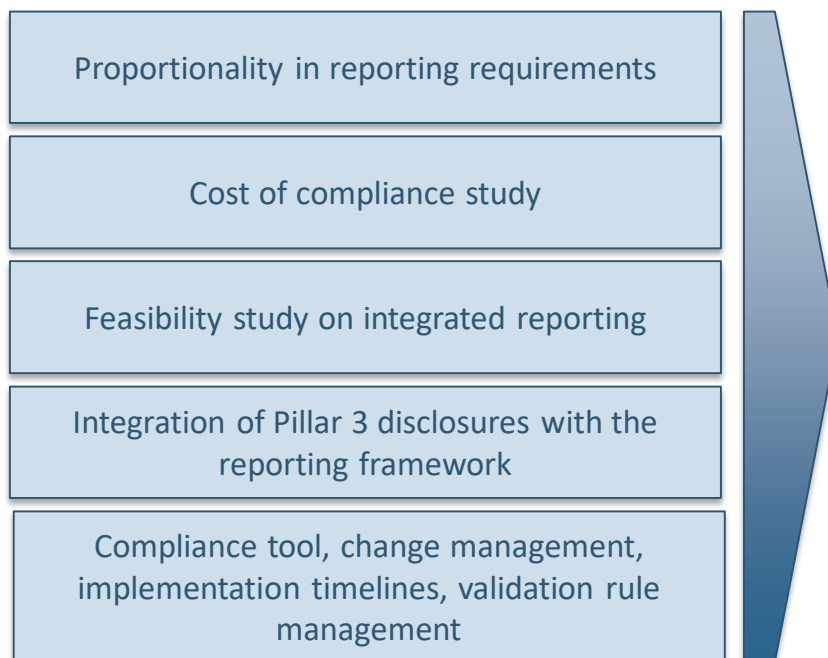 Proportionality in reporting requirements
Cost of compliance study
Feasibility study on integrated reporting
Integration of Pillar 3 disclosures with the
reporting framework
Compliance tool, change management,
implementation timelines, validation rule
management